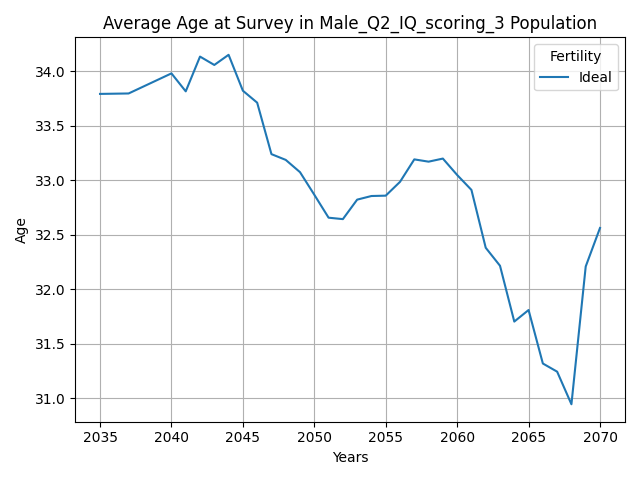 Average Age at Survey in Male_Q2_IQ_scoring_3 Population
Fertility
Ideal
34.0
33.5
33.0
32.5
32.0
31.5
31.0
Age
2035 2040 2045 2050 2055 2060 2065 2070
Years